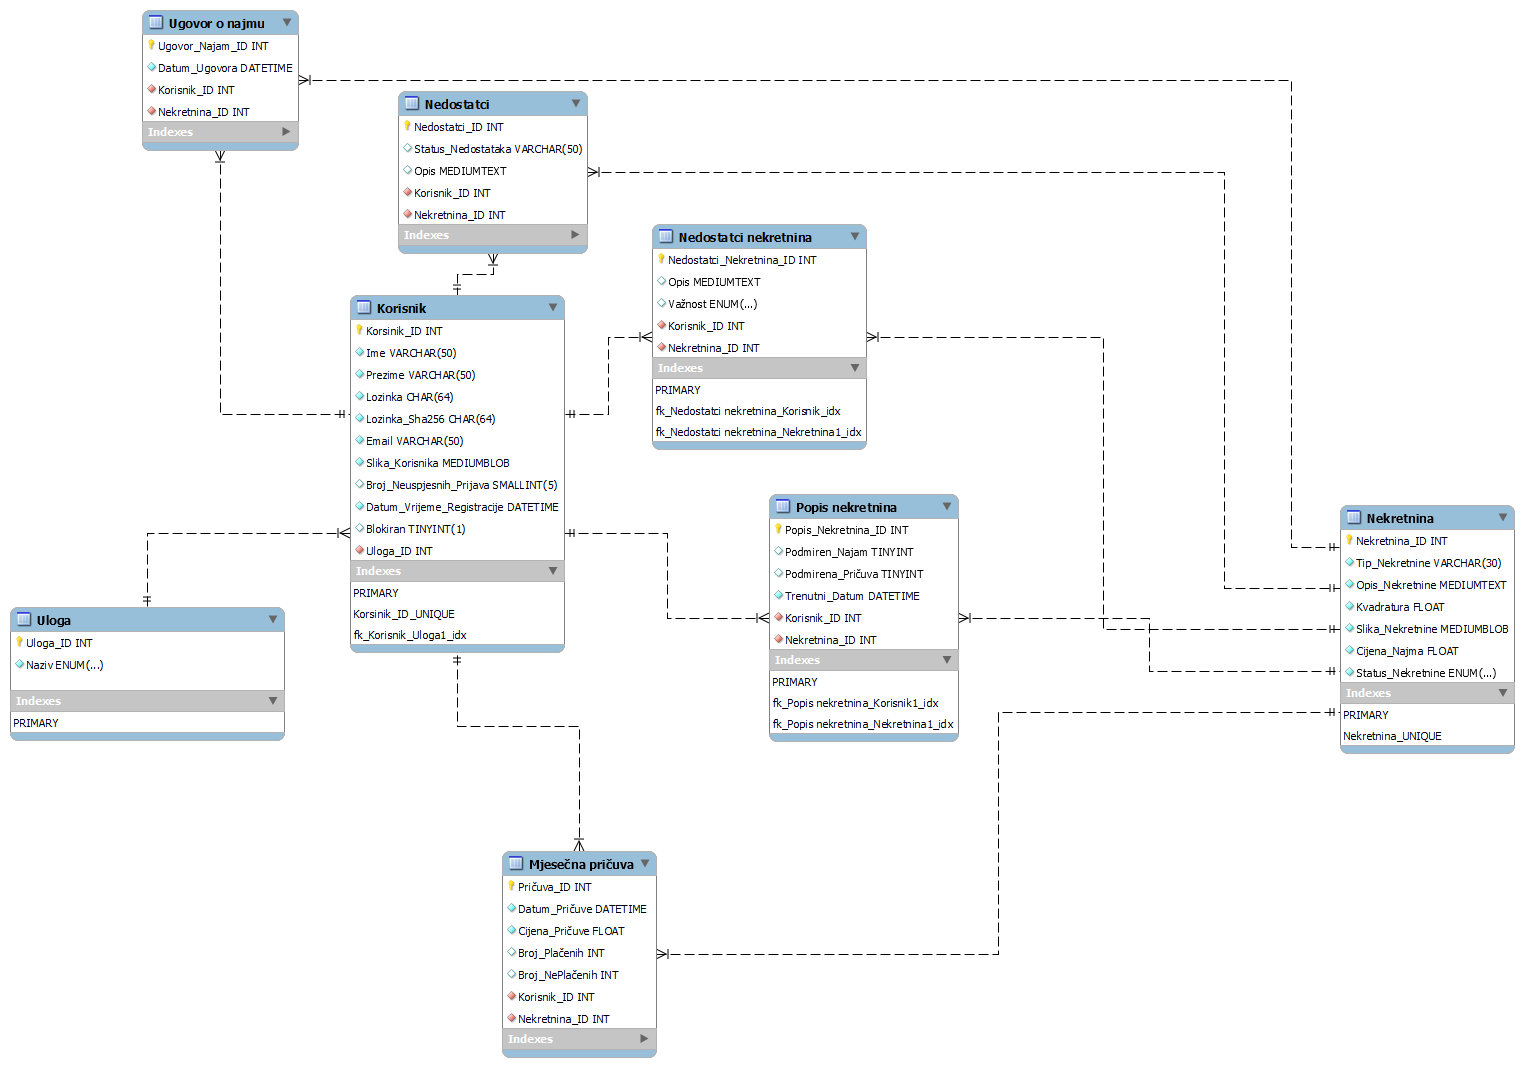 Ugovor o najmu
Ugovor_Najam_ID INT
Datum_Ugovora DATETIME
Korisnik_ID INT
Nekretnina_ID INT
Indexes
Nedostatci
Nedostatci_ID INT
Status_Nedostataka VARCHAR(50)
Opis MEDIUMTEXT
Korisnik_ID INT
Nekretnina_ID INT
Indexes
Nedostatci nekretnina
Nedostatci_Nekretnina_ID INT
Opis MEDIUMTEXT
Važnost ENUM(...)
Korisnik_ID INT
Nekretnina_ID INT
Indexes
PRIMARY
fk_Nedostatci nekretnina_Korisnik_idx
fk_Nedostatci nekretnina_Nekretnina1_idx
Korisnik
Korsinik_ID INT
Ime VARCHAR(50)
Prezime VARCHAR(50)
Lozinka CHAR(64)
Lozinka_Sha256 CHAR(64)
Email VARCHAR(50)
Slika_Korisnika MEDIUMBLOB
Broj_Neuspjesnih_Prijava SMALLINT(5)
Datum_Vrijeme_Registracije DATETIME
Blokiran TINYINT(1)
Uloga_ID INT
Indexes
PRIMARY
Korsinik_ID_UNIQUE
fk_Korisnik_Uloga1_idx
Popis nekretnina
Popis_Nekretnina_ID INT
Podmiren_Najam TINYINT
Podmirena_Pričuva TINYINT
Trenutni_Datum DATETIME
Korisnik_ID INT
Nekretnina_ID INT
Indexes
PRIMARY
fk_Popis nekretnina_Korisnik1_idx
fk_Popis nekretnina_Nekretnina1_idx
Nekretnina
Nekretnina_ID INT
Tip_Nekretnine VARCHAR(30)
Opis_Nekretnine MEDIUMTEXT
Kvadratura FLOAT
Slika_Nekretnine MEDIUMBLOB
Cijena_Najma FLOAT
Status_Nekretnine ENUM(...)
Indexes
PRIMARY
Nekretnina_UNIQUE
Uloga
Uloga_ID INT
Naziv ENUM(...)
Indexes
PRIMARY
Mjesečna pričuva
Pričuva_ID INT
Datum_Pričuve DATETIME
Cijena_Pričuve FLOAT
Broj_Plačenih INT
Broj_NePlačenih INT
Korisnik_ID INT
Nekretnina_ID INT
Indexes